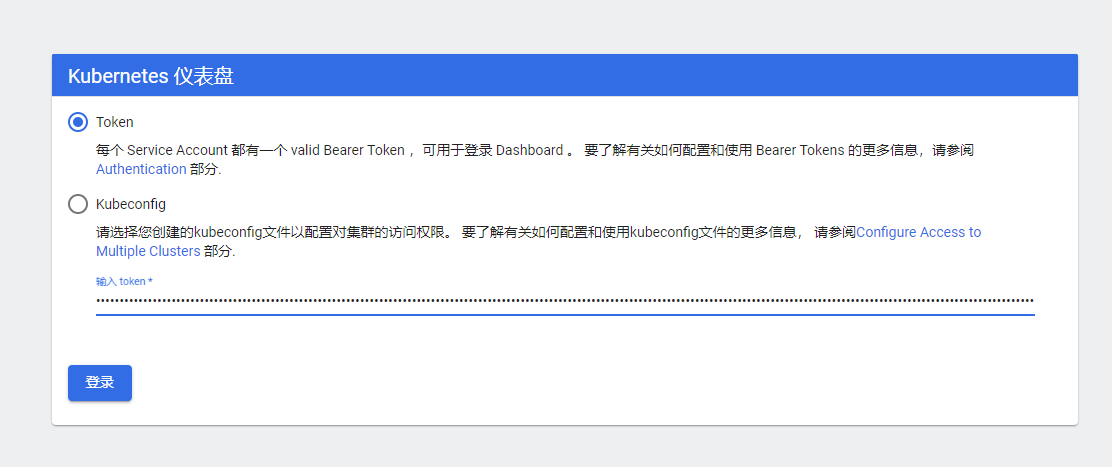 Kubernetes 仪表盘
Token
每个 Service Account 都有一个 valid Bearer Token ，可用于登录 Dashboard 。 要了解有关如何配置和使用 Bearer Tokens 的更多信息，请参阅
Authentication 部分.
Kubeconfig
请选择您创建的kubeconfig文件以配置对集群的访问权限。 要了解有关如何配置和使用kubeconfig文件的更多信息， 请参阅Configure Access to
Multiple Clusters 部分.
输入 token *
登录